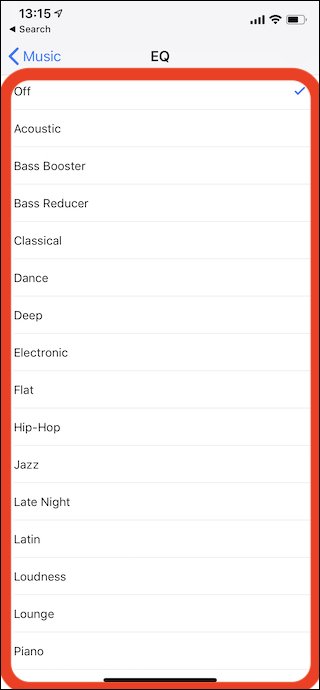 13:15
◀ Search
Music EQ
Off
Acoustic
Bass Booster
Bass Reducer
Classical
Dance
Deep
Electronic
Flat
Hip-Hop
Jazz
Late Night
Latin
Loudness
Lounge
Piano